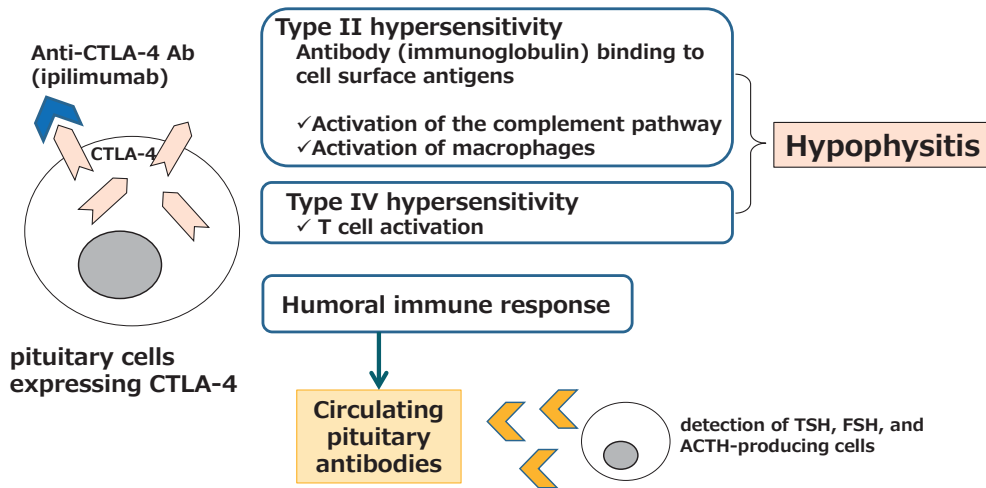 Anti-CTLA-4 Ab
(ipilimumab)
CTLA-4
pituitary cells
expressing CTLA-4
Type II hypersensitivity
Antibody (immunoglobulin) binding to
cell surface antigens
✓Activation of the complement pathway
✓Activation of macrophages
Type IV hypersensitivity
✓ T cell activation
Hypophysitis
Humoral immune response
Circulating
pituitary
antibodies
detection of TSH, FSH, and
ACTH-producing cells